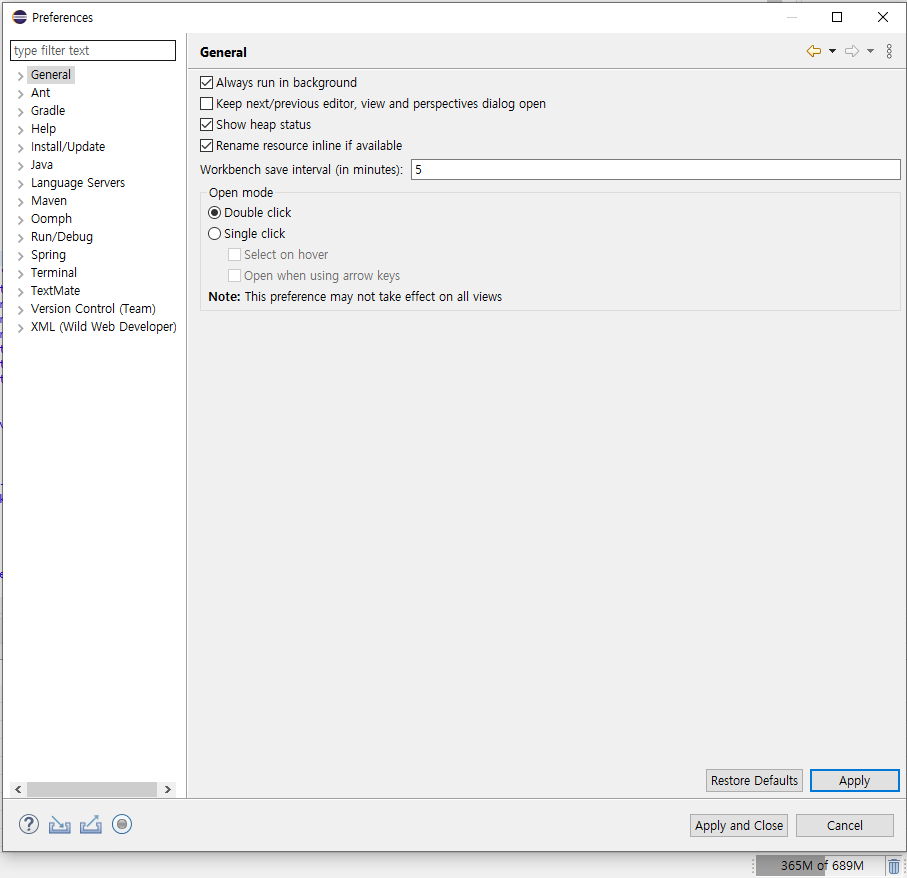 Preferences
type filter text
General
Ant
Gradle
Help
Install/Update
Java
Language Servers
Maven
Oomph
Run/Debug
Spring
Terminal
TextMate
Version Control (Team)
XML (Wild Web Developer)
General
Always run in background
Keep next/previous editor, view and perspectives dialog open
Show heap status
Rename resource inline if available
Workbench save interval (in minutes): 5
Open mode
Double click
Single click
Select on hover
Open when using arrow keys
Note: This preference may not take effect on all views
Restore Defaults Apply
Apply and Close Cancel
365M of 689M